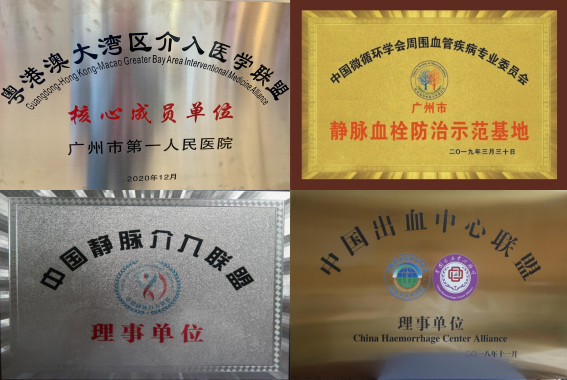 粤港澳大湾区介入医学联盟
Guangdong-Hong Kong-Macao Greater Bay Area Interventional Medicine Alliance
核心成员单位
广州市第一人民医院
2020年12月
中国微循环学会周围血管疾病专业委员会
广州市
静脉血栓防治示范基地
二〇一九年三月三十日
中国静脉介入联盟
理事单位
中国出血中心联盟
理事单位
China Haemorrhage Center Alliance
二〇一八年十一月